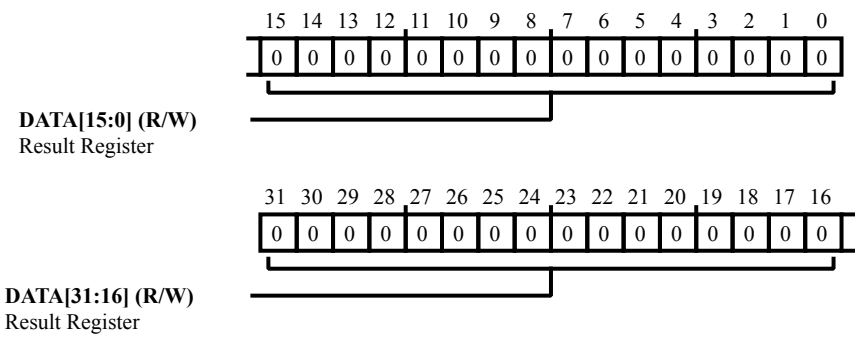 15 14 13 12 11 10 9 8 7 6 5 4 3 2 1 0
0 0 0 0 0 0 0 0 0 0 0 0 0 0 0 0
DATA[15:0] (R/W)
Result Register
31 30 29 28 27 26 25 24 23 22 21 20 19 18 17 16
0 0 0 0 0 0 0 0 0 0 0 0 0 0 0 0
DATA[31:16] (R/W)
Result Register